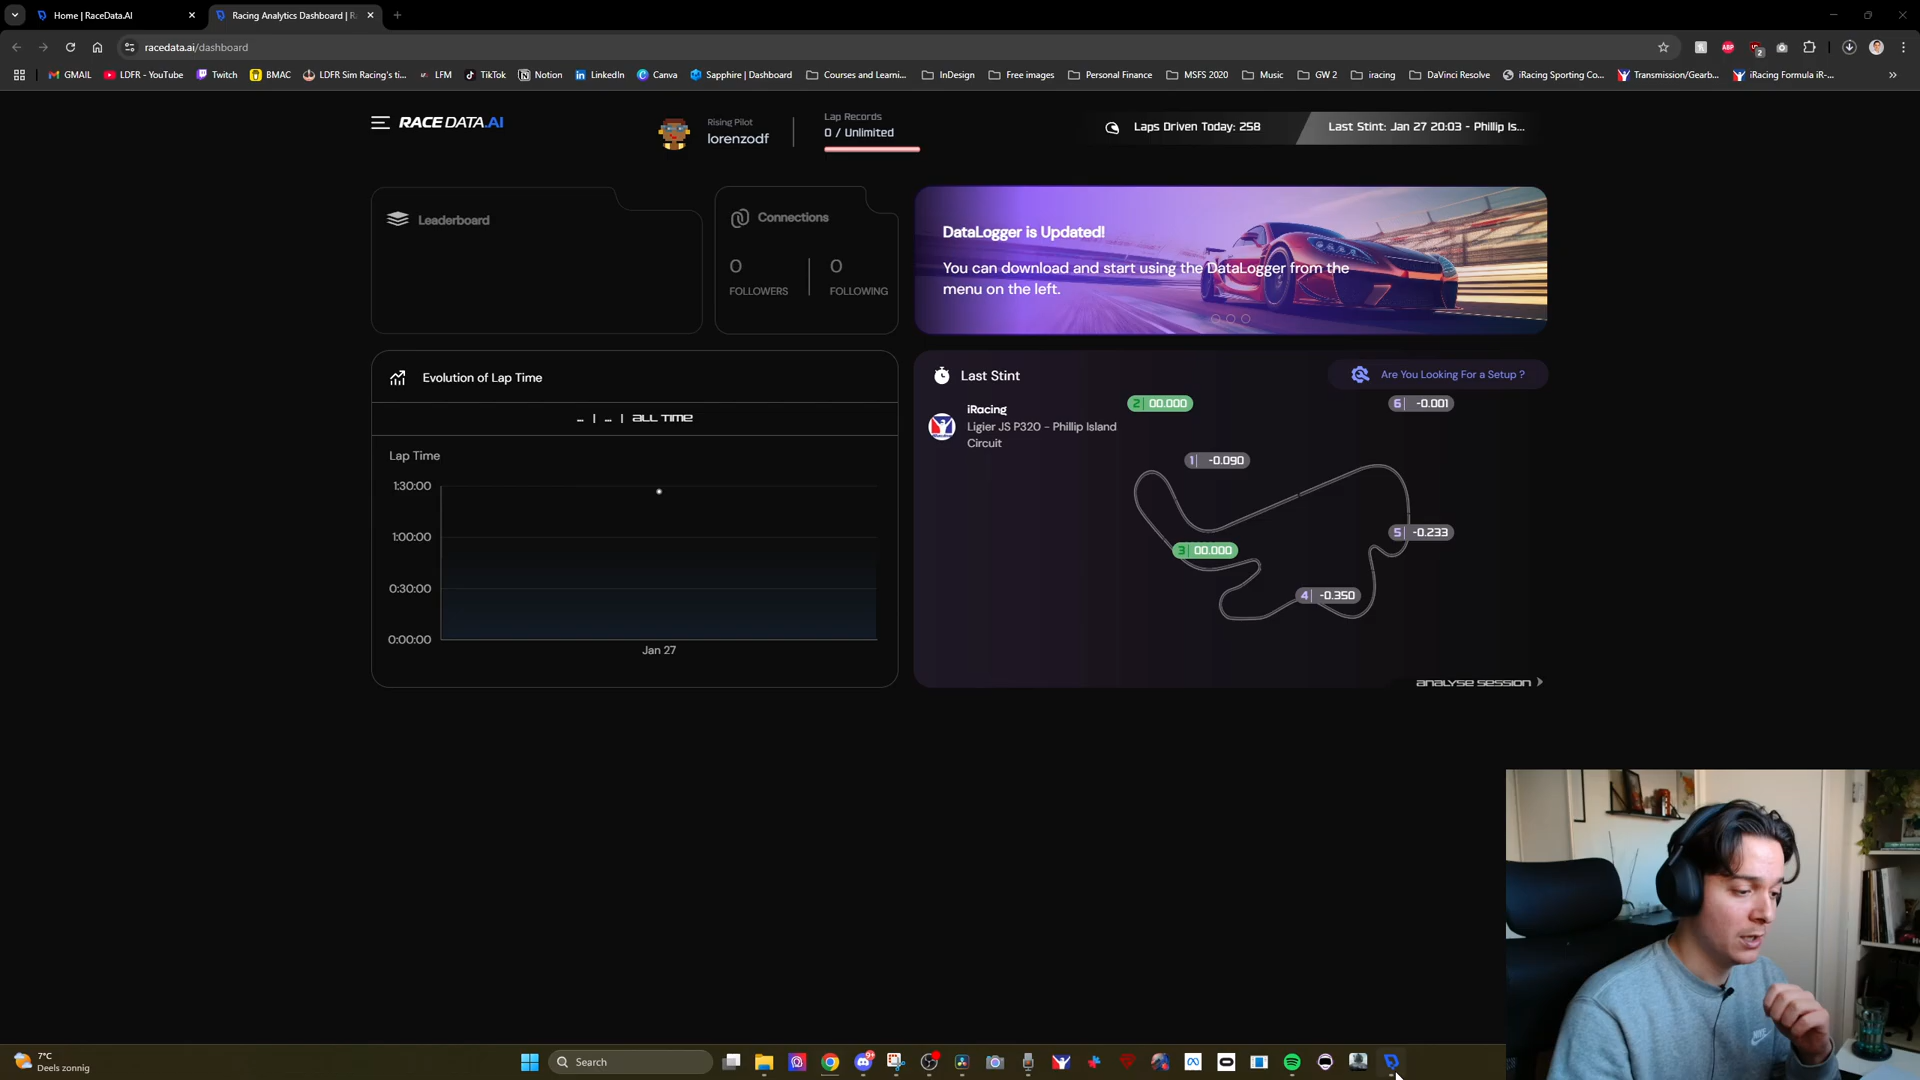 Home | RaceData.AI
Racing Analytics Dashboard | R
racedata.ai/dashboard
GMAIL
LDFR - YouTube
Twitch
BMAC
LDFR Sim Racing's ti...
LFM
TikTok
Notion
LinkedIn
Canva
Sapphire | Dashboard
Courses and Learni...
InDesign
Free images
Personal Finance
MSFS 2020
Music
GW 2
iracing
DaVinci Resolve
iRacing Sporting Co...
Transmission/Gearb...
iRacing Formula iR-...
RACE DATA.AI
Rising Pilot
lorenzodf
Lap Records
0 / Unlimited
Laps Driven Today: 258
Last Stint: Jan 27 20:03 - Phillip Is...
Leaderboard
Connections
0
FOLLOWERS
0
FOLLOWING
DataLogger is Updated!
You can download and start using the DataLogger from the
menu on the left.
Evolution of Lap Time
_ | _ | ALL TIME
Lap Time
1:30:00
1:00:00
0:30:00
0:00:00
Jan 27
Last Stint
Are You Looking For a Setup ?
iRacing
Ligier JS P320 - Phillip Island
Circuit
2 | 00.000
6 | -0.001
1 | -0.090
5 | -0.233
3 | 00.000
4 | -0.350
ANALYSE SESSION
7°C
Deels zonnig
Search